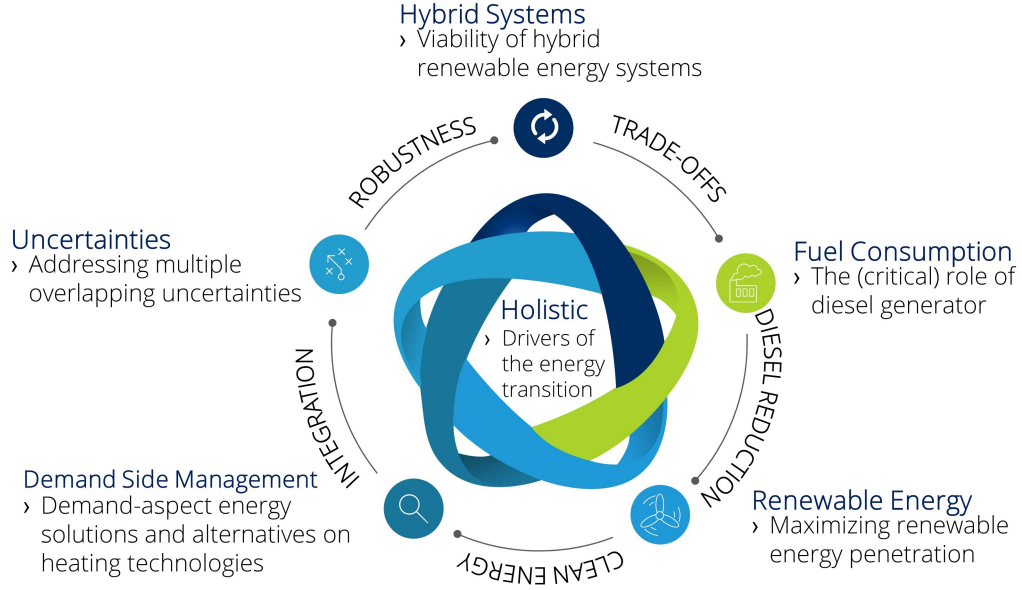 Hybrid Systems
› Viability of hybrid
renewable energy systems
ROBUSTNESS
TRADE-OFFS
Uncertainties
› Addressing multiple
overlapping uncertainties
Fuel Consumption
› The (critical) role of
diesel generator
Holistic
› Drivers of
the energy
transition
DIESEL REDUCTION
INTEGRATION
Demand Side Management
› Demand-aspect energy
solutions and alternatives on
heating technologies
Renewable Energy
› Maximizing renewable
energy penetration
CLEAN ENERGY